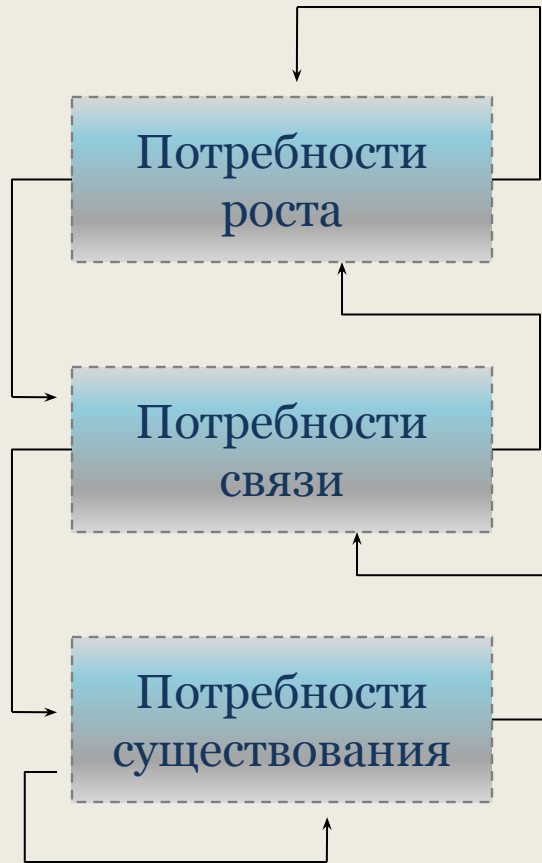 Потребности
роста
Потребности
связи
Потребности
существования